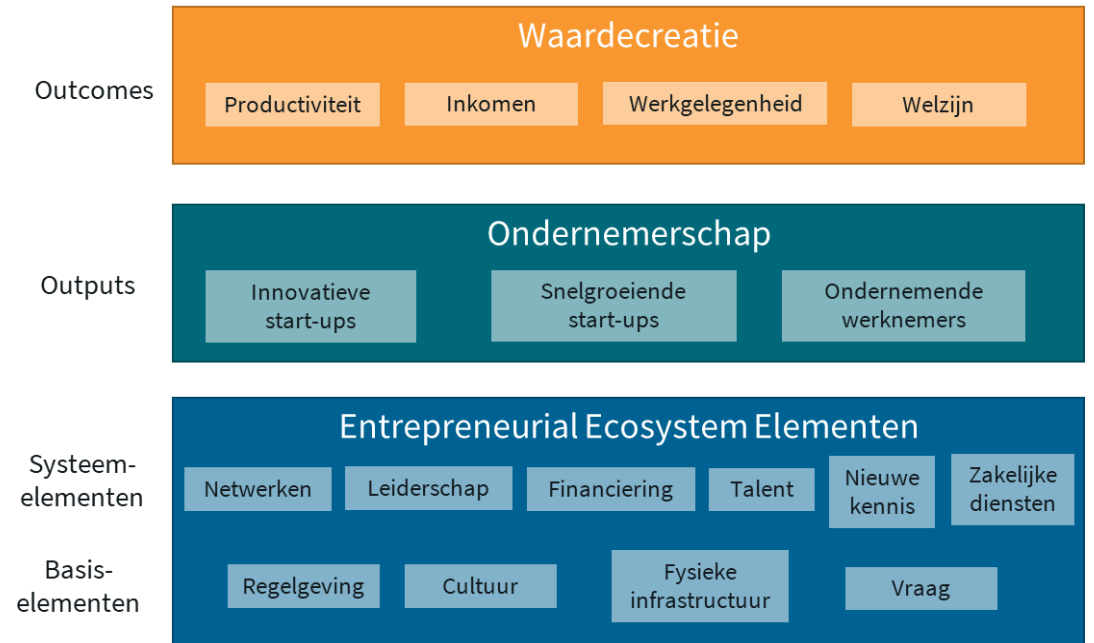 Waardecreatie
Outcomes
Productiviteit
Inkomen
Werkgelegenheid
Welzijn
Ondernemerschap
Outputs
Innovatieve
start-ups
Snelgroeiende
start-ups
Ondernemende
werknemers
Entrepreneurial Ecosystem Elementen
Systeem-
elementen
Netwerken
Leiderschap
Financiering
Talent
Nieuwe
kennis
Zakelijke
diensten
Basis-
elementen
Regelgeving
Cultuur
Fysieke
infrastructuur
Vraag